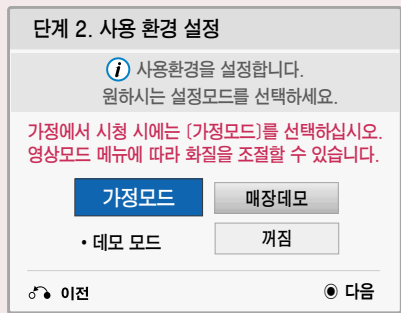 단계 2. 사용 환경 설정
i 사용환경을 설정합니다.
원하시는 설정모드를 선택하세요.
가정에서 시청 시에는 [가정모드]를 선택하십시오.
영상모드 메뉴에 따라 화질을 조절할 수 있습니다.
가정모드 매장데모
• 데모 모드 꺼짐
이전 ◉ 다음